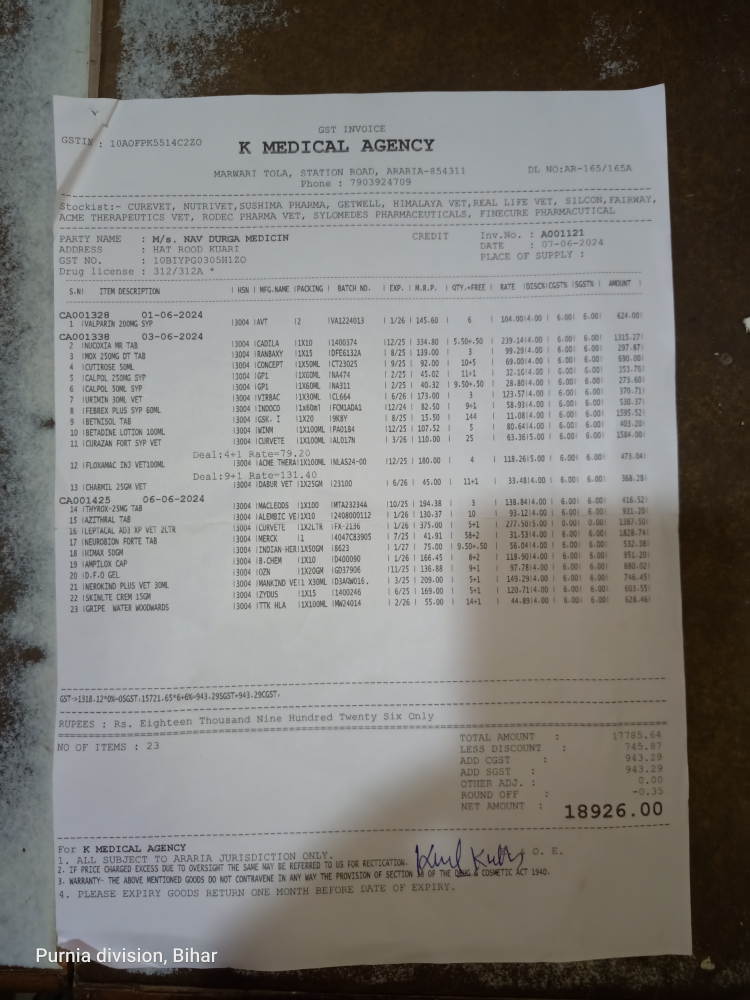 GST INVOICE
GSTIN : 10AOFPK5514C2ZO
K MEDICAL AGENCY
MARWARI TOLA, STATION ROAD, ARARIA-854311
DL NO:AR-165/165A
Phone : 7903924709
Stockist:- CUREVET, NUTRIVET,SUSHIMA PHARMA, GETWELL, HIMALAYA VET,REAL LIFE VET, SILCON,FAIRWAY,
ACME THERAPEUTICS VET, RODEC PHARMA VET, SYLOMEDES PHARMACEUTICALS, FINECURE PHARMACUTICAL
PARTY NAME : M/s. NAV DURGA MEDICIN CREDIT Inv.No. : A001121
ADDRESS : HAT ROOD KUARI DATE : 07-06-2024
GST NO. : 10BIYPG0305H1ZO PLACE OF SUPPLY :
Drug license : 312/312A *
S.N| ITEM DESCRIPTION |HSN |MFG.NAME |PACKING | BATCH NO. | EXP. | M.R.P. | QTY.+FREE | RATE |DISC%|CGST%| SGST%| AMOUNT
CA001328 01-06-2024
1 |VALPARIN 200MG SYP |3004 |AVT |2 |VA1224013 | 1/26 | 145.60 | 6 | 104.00|4.00 | 6.00| 6.00| 624.00|
CA001338 03-06-2024
2 |NUCOXIA MR TAB |3004 |CADILA |1X10 |1400374 |12/25 | 334.80 | 5.50+.50 | 239.14|4.00 | 6.00| 6.00| 1315.27|
3 |MOX 250MG DT TAB |3004 |RANBAXY |1X15 |DFE6132A | 8/25 | 139.00 | 3 | 99.29|4.00 | 6.00| 6.00| 297.87|
4 |CUTIROSE 50ML |3004 |CONCEPT |1X50ML |CT23025 | 9/25 | 92.00 | 10+5 | 69.00|4.00 | 6.00| 6.00| 690.00|
5 |CALPOL 250MG SYP |3004 |GP1 |1X60ML |NA474 | 2/25 | 45.02 | 11+1 | 32.16|4.00 | 6.00| 6.00| 353.76|
6 |CALPOL 50ML SYP |3004 |GP1 |1X60ML |NA311 | 2/25 | 40.32 | 9.50+.50 | 28.80|4.00 | 6.00| 6.00| 273.60|
7 |URIMIN 30ML VET |3004 |VIRBAC |1X30ML |CL664 | 6/26 | 173.00 | 3 | 123.57|4.00 | 6.00| 6.00| 370.71|
8 |FEBREX PLUS SYP 60ML |3004 |INDOCO |1x60ml |FCM1ADA1 |12/24 | 82.50 | 9+1 | 58.93|4.00 | 6.00| 6.00| 530.37|
9 |BETNISOL TAB |3004 |GSK. I |1X20 |9K8Y | 8/25 | 15.50 | 144 | 11.08|4.00 | 6.00| 6.00| 1595.52|
10 |BETADINE LOTION 100ML |3004 |WINM |1X100ML |PA0184 |12/25 | 107.52 | 5 | 80.64|4.00 | 6.00| 6.00| 403.20|
11 |CURAZAN FORT SYP VET |3004 |CURVETE |1X100ML |AL017N | 3/26 | 110.00 | 25 | 63.36|5.00 | 6.00| 6.00| 1584.00|
Deal:4+1 Rate=79.20
12 |FLOXAMAC INJ VET100ML |3004 |ACME THERA|1X100ML |NLAS24-00 |12/25 | 180.00 | 4 | 118.26|5.00 | 6.00| 6.00| 473.04|
Deal:9+1 Rate=131.40
13 |CHARMIL 25GM VET |3004 |DABUR VET |1X25GM |23100 | 6/26 | 45.00 | 11+1 | 33.48|4.00 | 6.00| 6.00| 368.28|
CA001425 06-06-2024
14 |THYROX-25MG TAB |3004 |MACLEODS |1X100 |MTA23234A |10/25 | 194.38 | 3 | 138.84|4.00 | 6.00| 6.00| 416.52|
15 |AZITHRAL TAB |3004 |ALEMBIC VE|1X10 |2408000112 | 1/26 | 130.37 | 10 | 93.12|4.00 | 6.00| 6.00| 931.20|
16 |LEPTACAL AD3 XP VET 2LTR |3004 |CURVETE |1X2LTR |FX-2136 | 1/26 | 375.00 | 5+1 | 277.50|5.00 | 0.00| 0.00| 1387.50|
17 |NEUROBION FORTE TAB |3004 |MERCK |1 |4047C83905 | 7/25 | 41.91 | 58+2 | 31.53|4.00 | 6.00| 6.00| 1828.74|
18 |HIMAX 50GM |3004 |INDIAN-HER|1X50GM |8623 | 1/27 | 75.00 | 9.50+.50 | 56.04|4.00 | 6.00| 6.00| 532.38|
19 |AMPILOX CAP |3004 |B.CHEM |1X10 |D400090 | 1/26 | 166.45 | 8+2 | 118.90|4.00 | 6.00| 6.00| 951.20|
20 |D.F.O GEL |3004 |OZN |1X20GM |GD37906 |11/25 | 136.88 | 9+1 | 97.78|4.00 | 6.00| 6.00| 880.02|
21 |NEROKIND PLUS VET 30ML |3004 |MANKIND VE|1 X30ML | 3/25 | 209.00 | 5+1 | 149.29|4.00 | 6.00| 6.00| 746.45|
22 |SKINLTE CREM 15GM |3004 |ZYDUS |1X15 |1400246 | 6/25 | 169.00 | 5+1 | 120.71|4.00 | 6.00| 6.00| 603.55|
23 |GRIPE WATER WOODWARDS |3004 |TTK HLA |1X100ML |MW24014 | 2/26 | 55.00 | 14+1 | 44.89|4.00 | 6.00| 6.00| 628.46|
GST->1318.12*0%-0SGST.15721.65*6+6%-943.29SGST+943.29CGST,
RUPEES : Rs. Eighteen Thousand Nine Hundred Twenty Six Only
NO OF ITEMS : 23
TOTAL AMOUNT : 17785.64
LESS DISCOUNT : 745.87
ADD CGST : 943.29
ADD SGST : 943.29
OTHER ADJ. : 0.00
ROUND OFF : -0.35
NET AMOUNT : 18926.00
For K MEDICAL AGENCY
O. E.
1. ALL SUBJECT TO ARARIA JURISDICTION ONLY.
2. IF PRICE CHARGED EXCESS DUE TO OVERSIGHT THE SAME MAY BE REFERRED TO US FOR RECTICATION.
3. WARRANTY- THE ABOVE MENTIONED GOODS DO NOT CONTRAVENE IN ANY WAY THE PROVISION OF SECTION 18 OF THE DRUG & COSMETIC ACT 1940.
4. PLEASE EXPIRY GOODS RETURN ONE MONTH BEFORE DATE OF EXPIRY.
Purnia division, Bihar